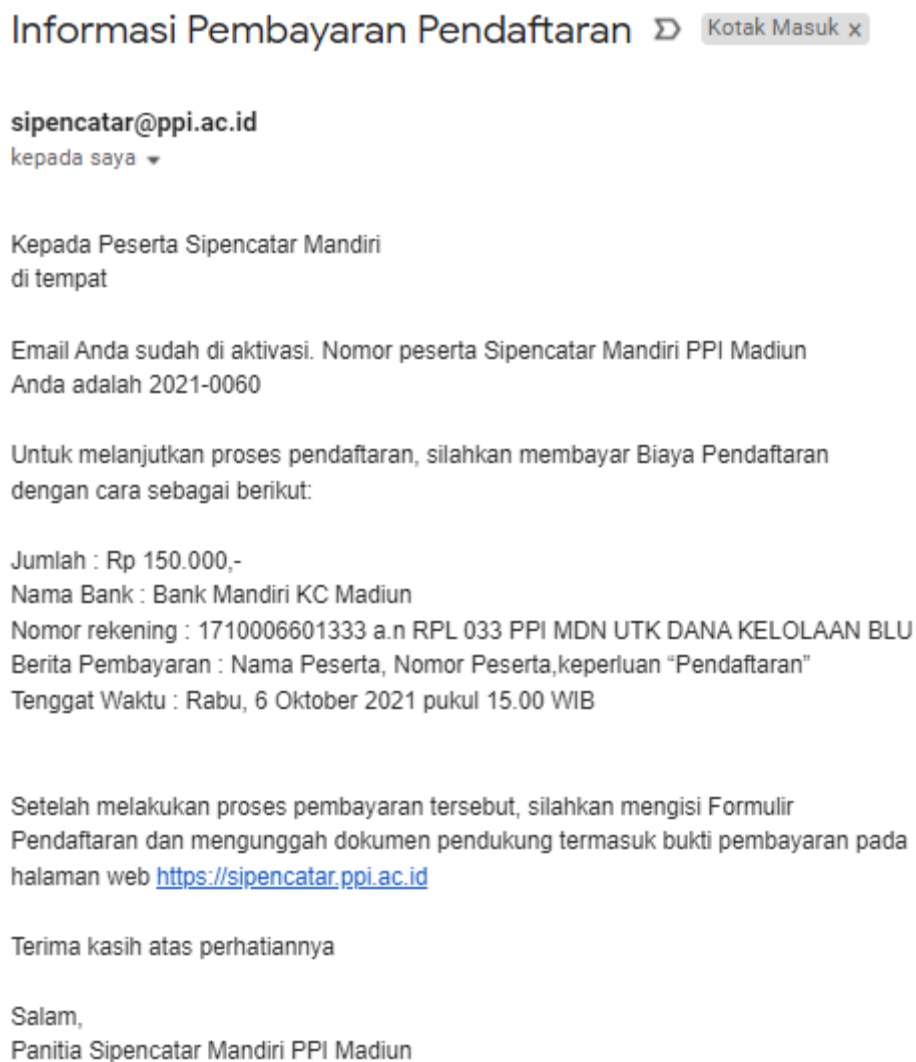 Informasi Pembayaran Pendaftaran Kotak Masuk x
sipencatar@ppi.ac.id
kepada saya
Kepada Peserta Sipencatar Mandiri
di tempat
Email Anda sudah di aktivasi. Nomor peserta Sipencatar Mandiri PPI Madiun
Anda adalah 2021-0060
Untuk melanjutkan proses pendaftaran, silahkan membayar Biaya Pendaftaran
dengan cara sebagai berikut:
Jumlah : Rp 150.000,-
Nama Bank : Bank Mandiri KC Madiun
Nomor rekening : 1710006601333 a.n RPL 033 PPI MDN UTK DANA KELOLAAN BLU
Berita Pembayaran : Nama Peserta, Nomor Peserta,keperluan “Pendaftaran”
Tenggat Waktu : Rabu, 6 Oktober 2021 pukul 15.00 WIB
Setelah melakukan proses pembayaran tersebut, silahkan mengisi Formulir
Pendaftaran dan mengunggah dokumen pendukung termasuk bukti pembayaran pada
halaman web https://sipencatar.ppi.ac.id
Terima kasih atas perhatiannya
Salam,
Panitia Sipencatar Mandiri PPI Madiun